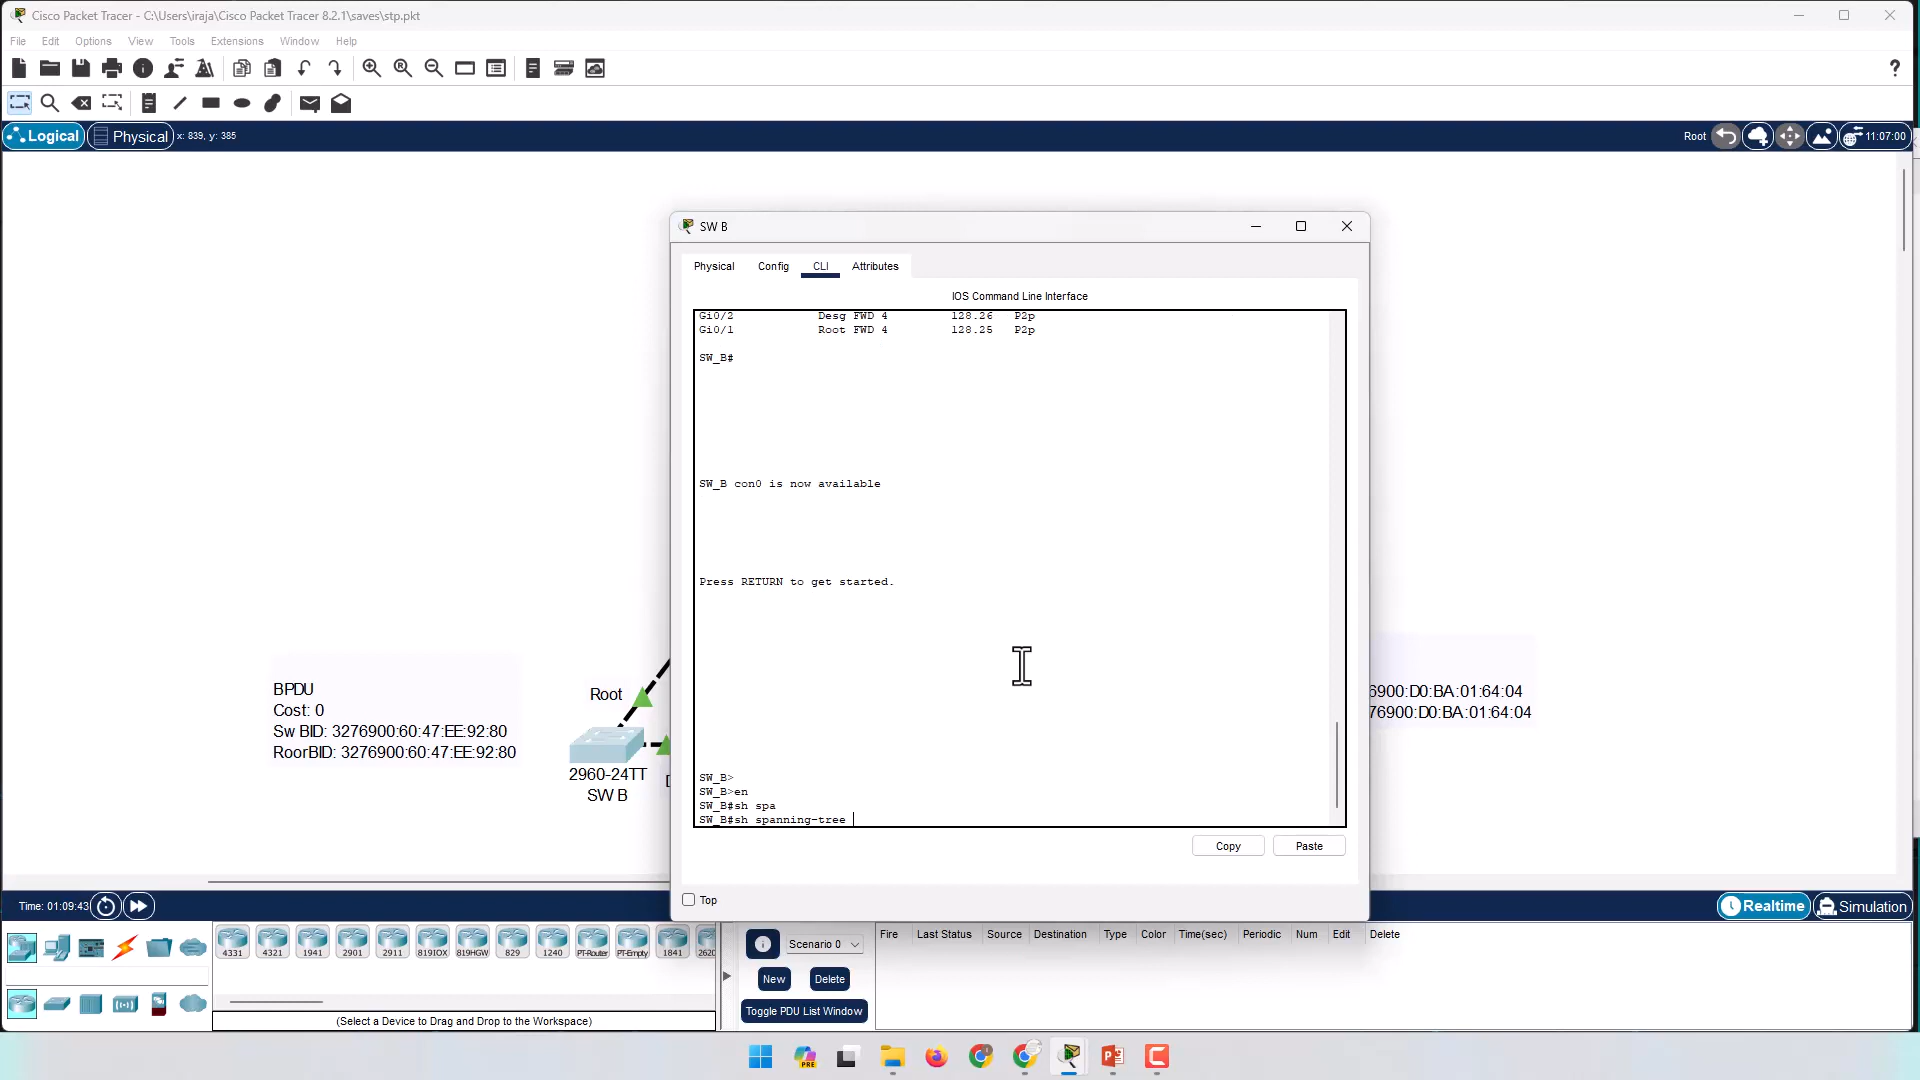 Cisco Packet Tracer - C:\Users\iraja\Cisco Packet Tracer 8.2.1\saves\stp.pkt
File Edit Options View Tools Extensions Window Help
Logical Physical x: 839, y: 385
Root 11:07:00
SW B
Physical Config CLI Attributes
IOS Command Line Interface
Gi0/2 Desg FWD 4 128.26 P2p
Gi0/1 Root FWD 4 128.25 P2p
SW_B#
SW_B con0 is now available
Press RETURN to get started.
SW_B>
SW_B>en
SW_B#sh spa
SW_B#sh spanning-tree
Copy Paste
Top
BPDU
Cost: 0
Sw BID: 3276900:60:47:EE:92:80
RoorBID: 3276900:60:47:EE:92:80
Root
2960-24TT
SW B
6900:D0:BA:01:64:04
76900:D0:BA:01:64:04
Time: 01:09:43
Realtime Simulation
4331 4321 1941 2901 2911 819IOX 819HGW 829 1240 PT-Router PT-Empty 1841 262
(Select a Device to Drag and Drop to the Workspace)
Scenario 0
New Delete
Toggle PDU List Window
Fire Last Status Source Destination Type Color Time(sec) Periodic Num Edit Delete
PRE